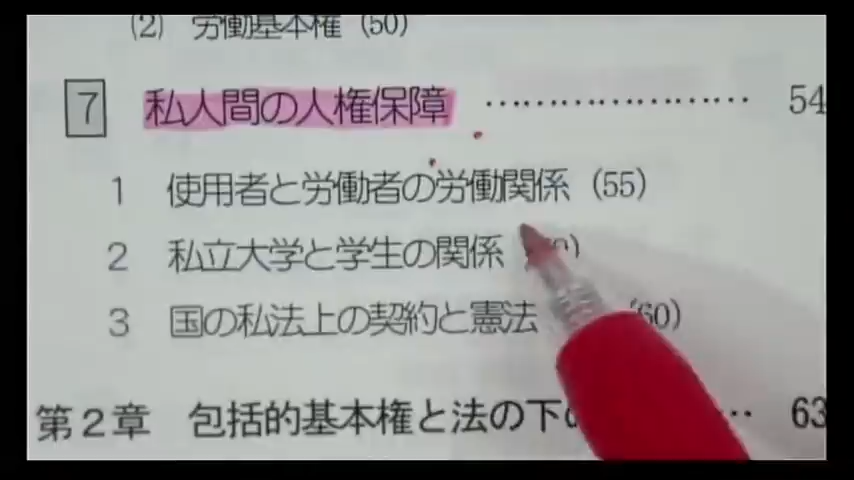 (2) 労働基本権 (50)
7 私人間の人権保障 …………………… 54
1 使用者と労働者の労働関係 (55)
2 私立大学と学生の関係
3 国の私法上の契約と憲法 (60)
第2章 包括的基本権と法の下の … 63